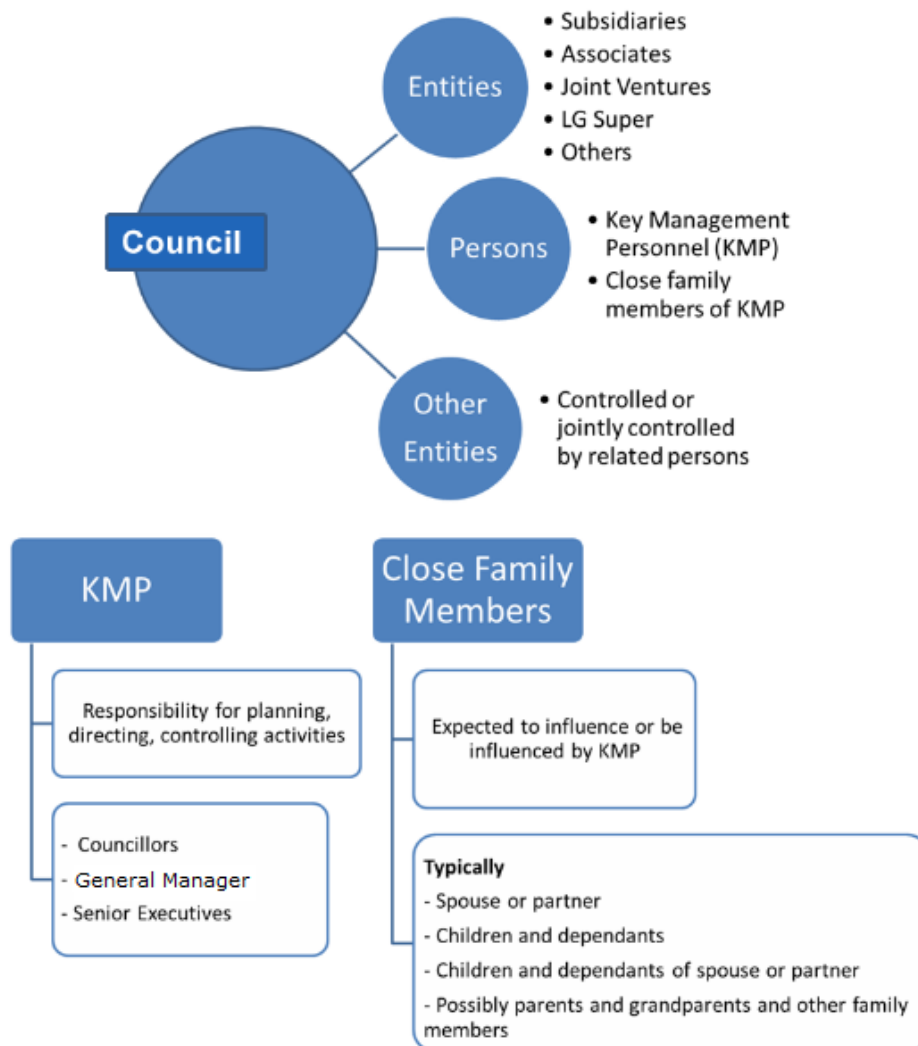 Council
Entities
• Subsidiaries
• Associates
• Joint Ventures
• LG Super
• Others
Persons
• Key Management
Personnel (KMP)
• Close family
members of KMP
Other
Entities
• Controlled or
jointly controlled
by related persons
KMP
Responsibility for planning,
directing, controlling activities
- Councillors
- General Manager
- Senior Executives
Close Family
Members
Expected to influence or be
influenced by KMP
Typically
- Spouse or partner
- Children and dependants
- Children and dependants of spouse or partner
- Possibly parents and grandparents and other family
members